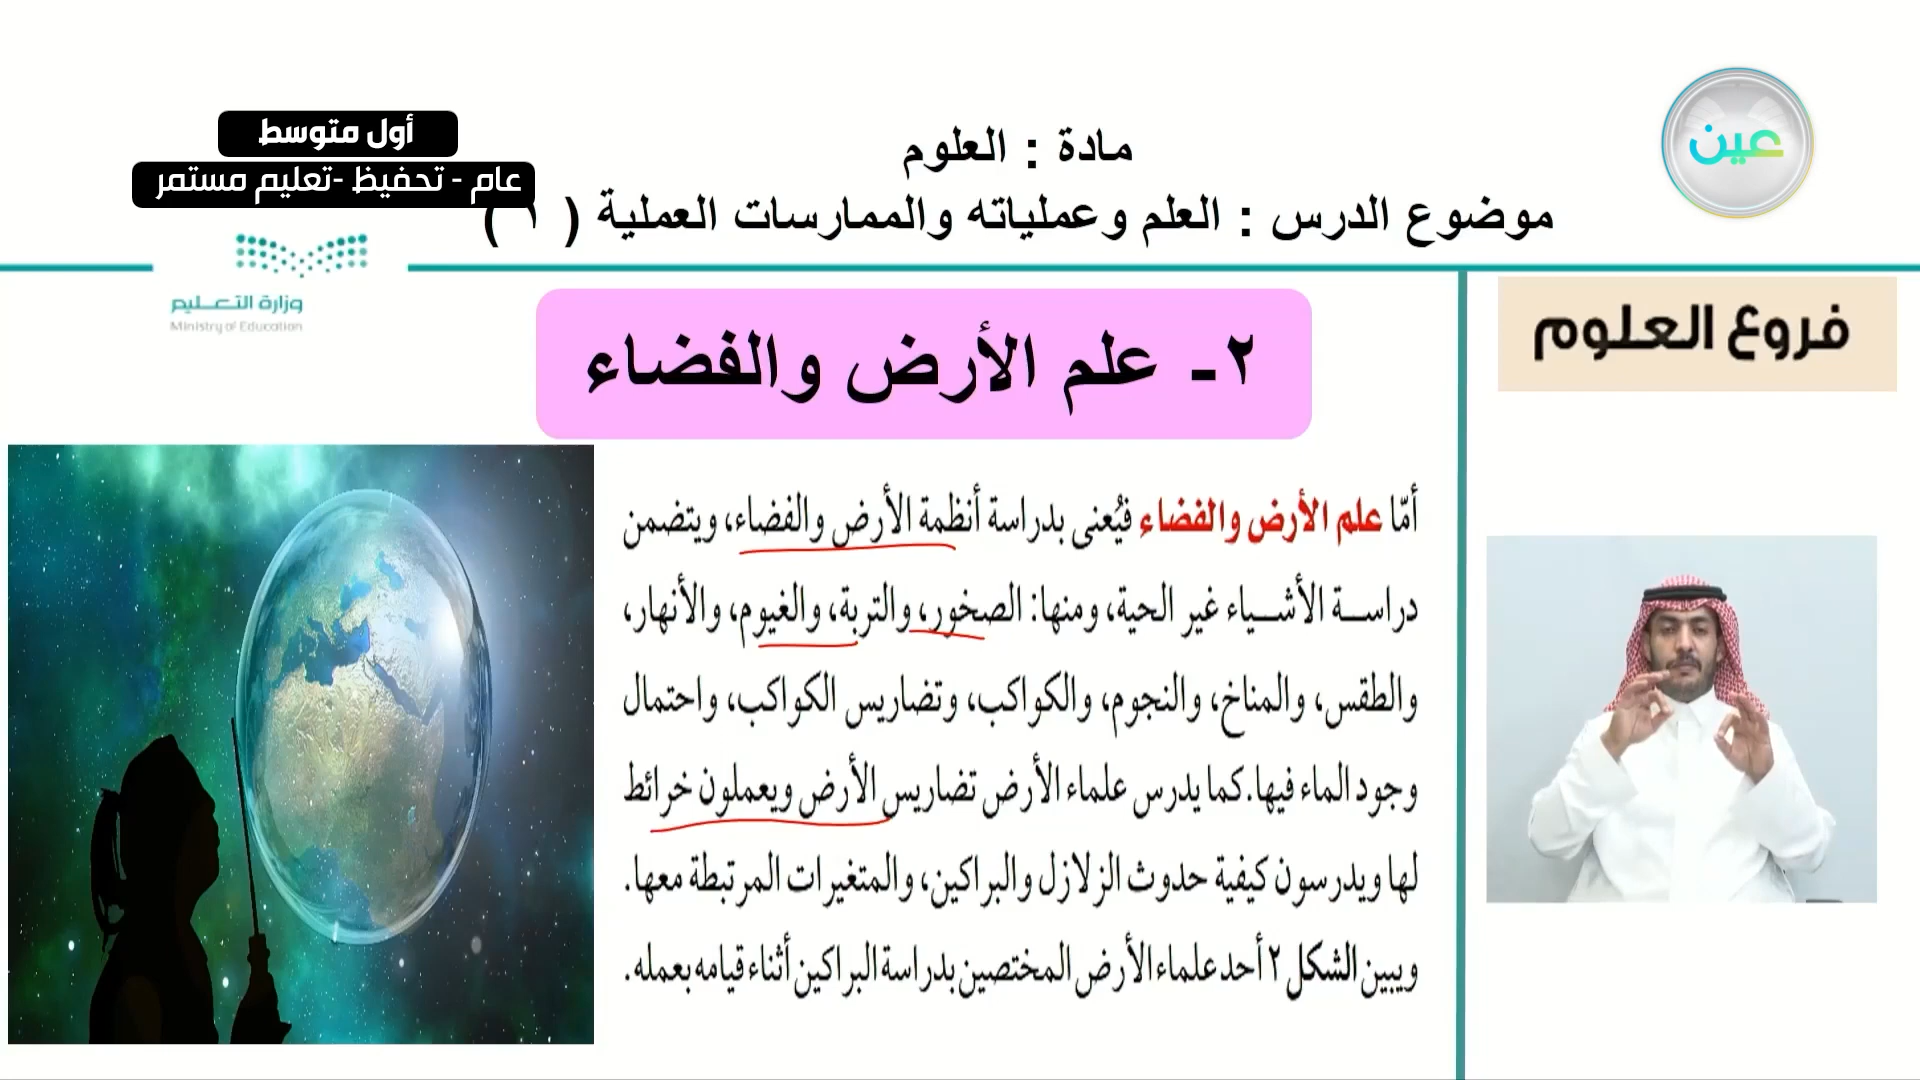 أول متوسط
عام - تحفيظ -تعليم مستمر
مادة : العلوم
موضوع الدرس : العلم وعملياته والممارسات العملية ( ١ )
عين
وزارة التعليم
Ministry of Education
فروع العلوم
٢- علم الأرض والفضاء
أمّا علم الأرض والفضاء فيُعنى بدراسة أنظمة الأرض والفضاء، ويتضمن
دراسة الأشياء غير الحية، ومنها: الصخور، والتربة، والغيوم، والأنهار،
والطقس، والمناخ، والنجوم، والكواكب، وتضاريس الكواكب، واحتمال
وجود الماء فيها. كما يدرس علماء الأرض تضاريس الأرض ويعملون خرائط
لها ويدرسون كيفية حدوث الزلازل والبراكين، والمتغيرات المرتبطة معها.
ويبين الشكل ٢ أحد علماء الأرض المختصين بدراسة البراكين أثناء قيامه بعمله.